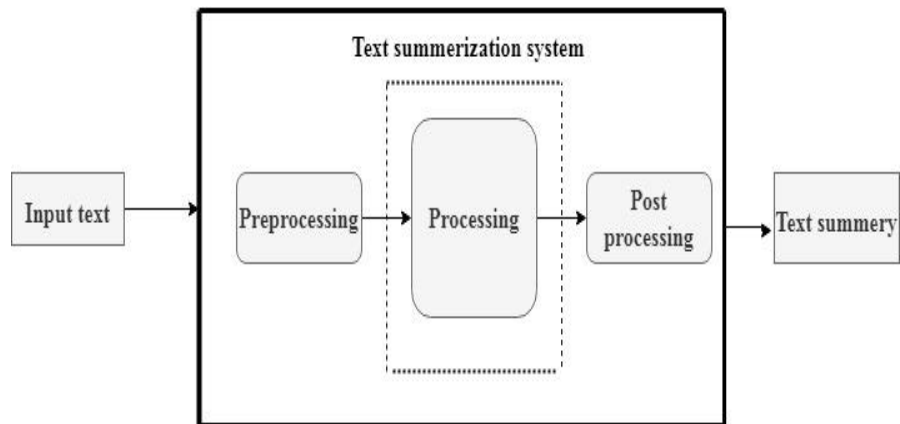 Text summerization system
Input text
Preprocessing
Processing
Post
processing
Text summery